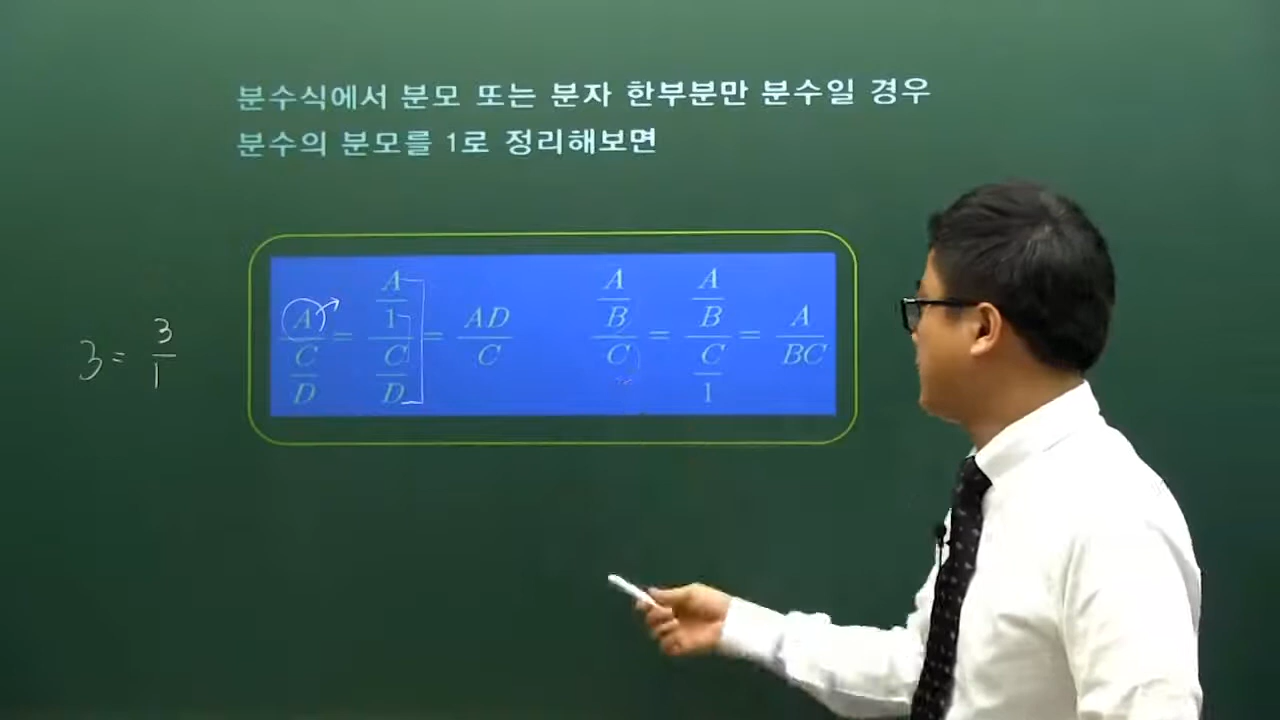 분수식에서 분모 또는 분자 한부분만 분수일 경우
분수의 분모를 1로 정리해보면
3 = 3/1
A/(C/D) = (A/1)/(C/D) = AD/C
(A/B)/C = (A/B)/(C/1) = A/BC